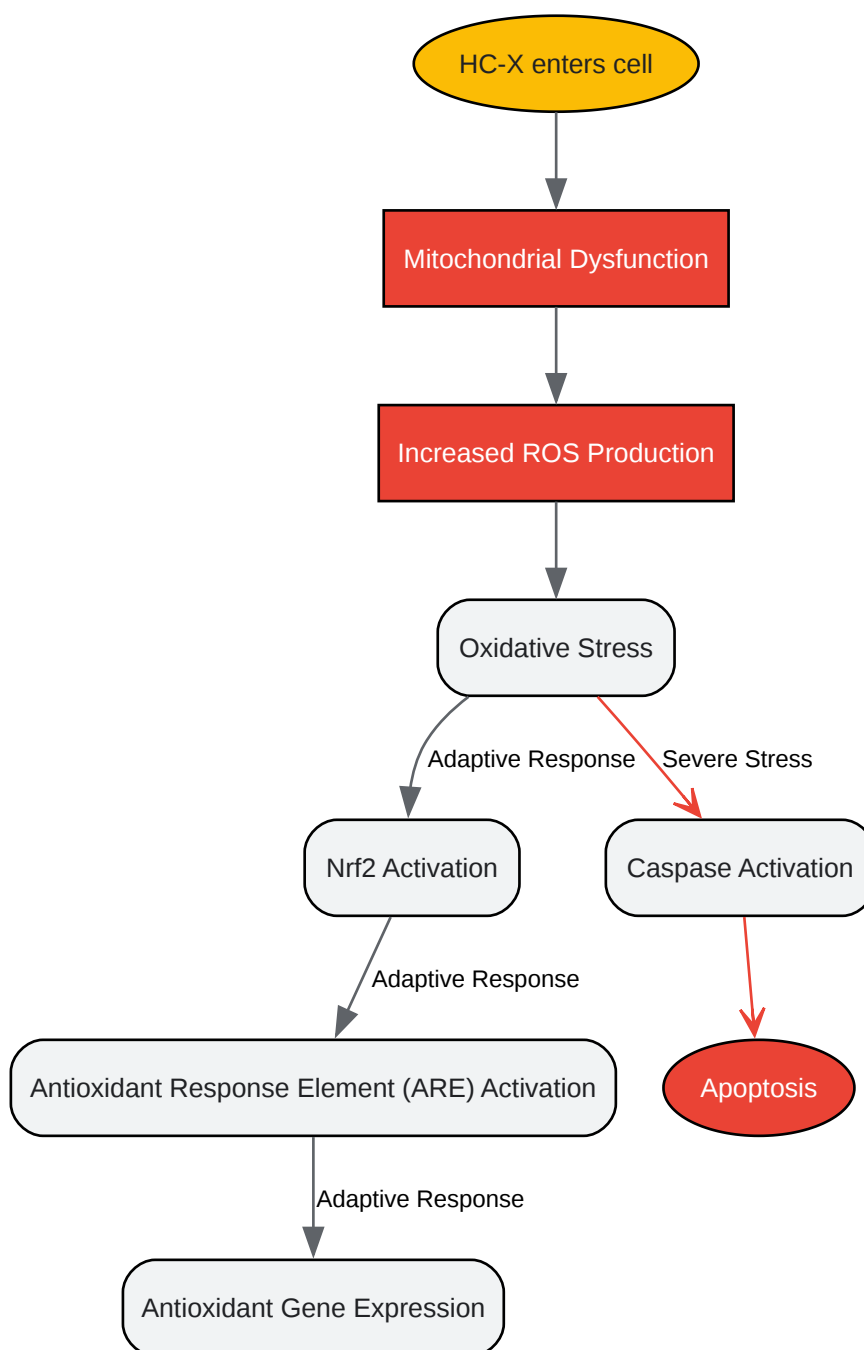 HC-X enters cell
Mitochondrial Dysfunction
Increased ROS Production
Oxidative Stress
Adaptive Response
Severe Stress
Nrf2 Activation
Caspase Activation
Adaptive Response
Antioxidant Response Element (ARE) Activation
Apoptosis
Adaptive Response
Antioxidant Gene Expression